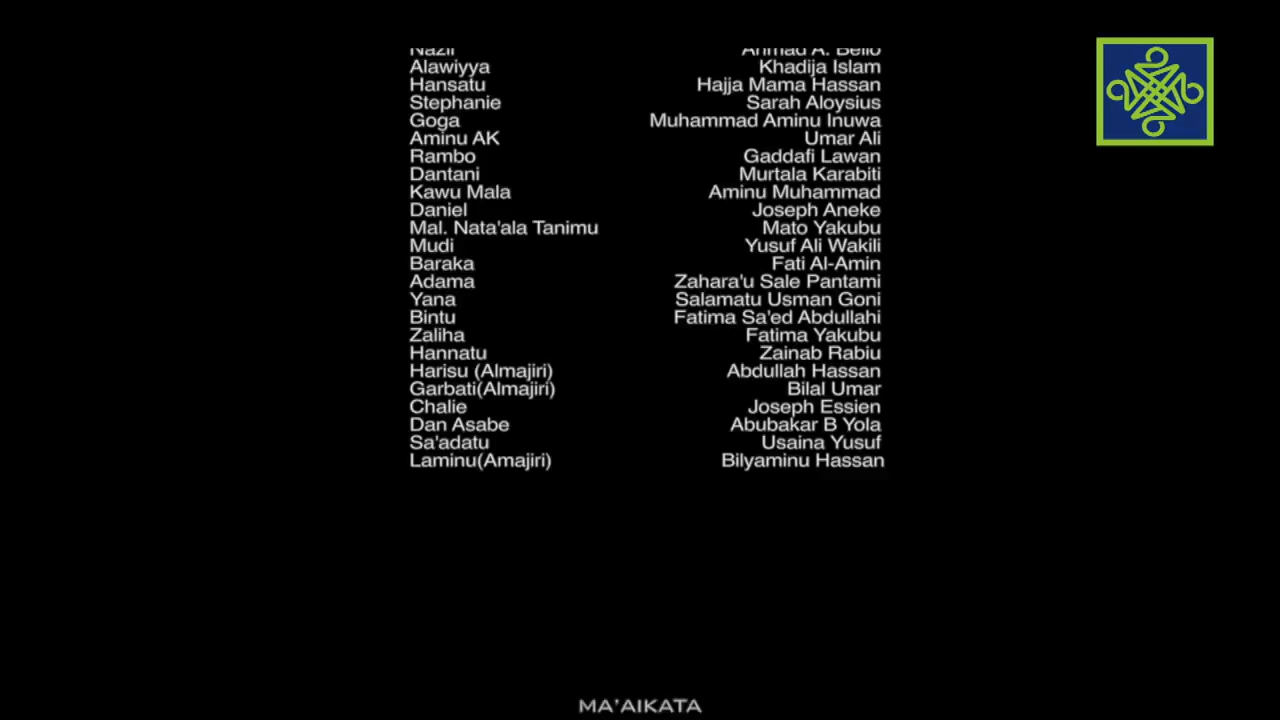 Nazif Ahmad A. Bello
Alawiyya Khadija Islam
Hansatu Hajja Mama Hassan
Stephanie Sarah Aloysius
Goga Muhammad Aminu Inuwa
Aminu AK Umar Ali
Rambo Gaddafi Lawan
Dantani Murtala Karabiti
Kawu Mala Aminu Muhammad
Daniel Joseph Aneke
Mal. Nata'ala Tanimu Mato Yakubu
Mudi Yusuf Ali Wakili
Baraka Fati Al-Amin
Adama Zahara'u Sale Pantami
Yana Salamatu Usman Goni
Bintu Fatima Sa'ed Abdullahi
Zaliha Fatima Yakubu
Hannatu Zainab Rabiu
Harisu (Almajiri) Abdullah Hassan
Garbati(Almajiri) Bilal Umar
Chalie Joseph Essien
Dan Asabe Abubakar B Yola
Sa'adatu Usaina Yusuf
Laminu(Amajiri) Bilyaminu Hassan
MA'AIKATA